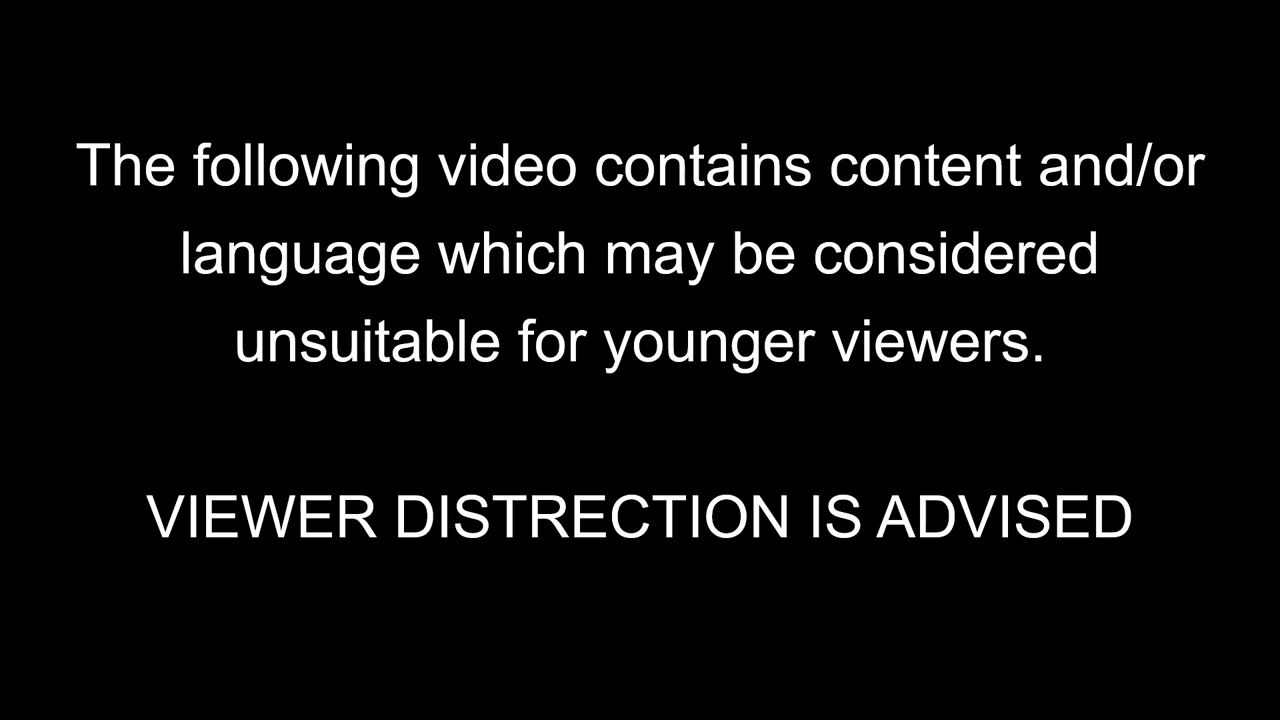 The following video contains content and/or
language which may be considered
unsuitable for younger viewers.
VIEWER DISTRECTION IS ADVISED